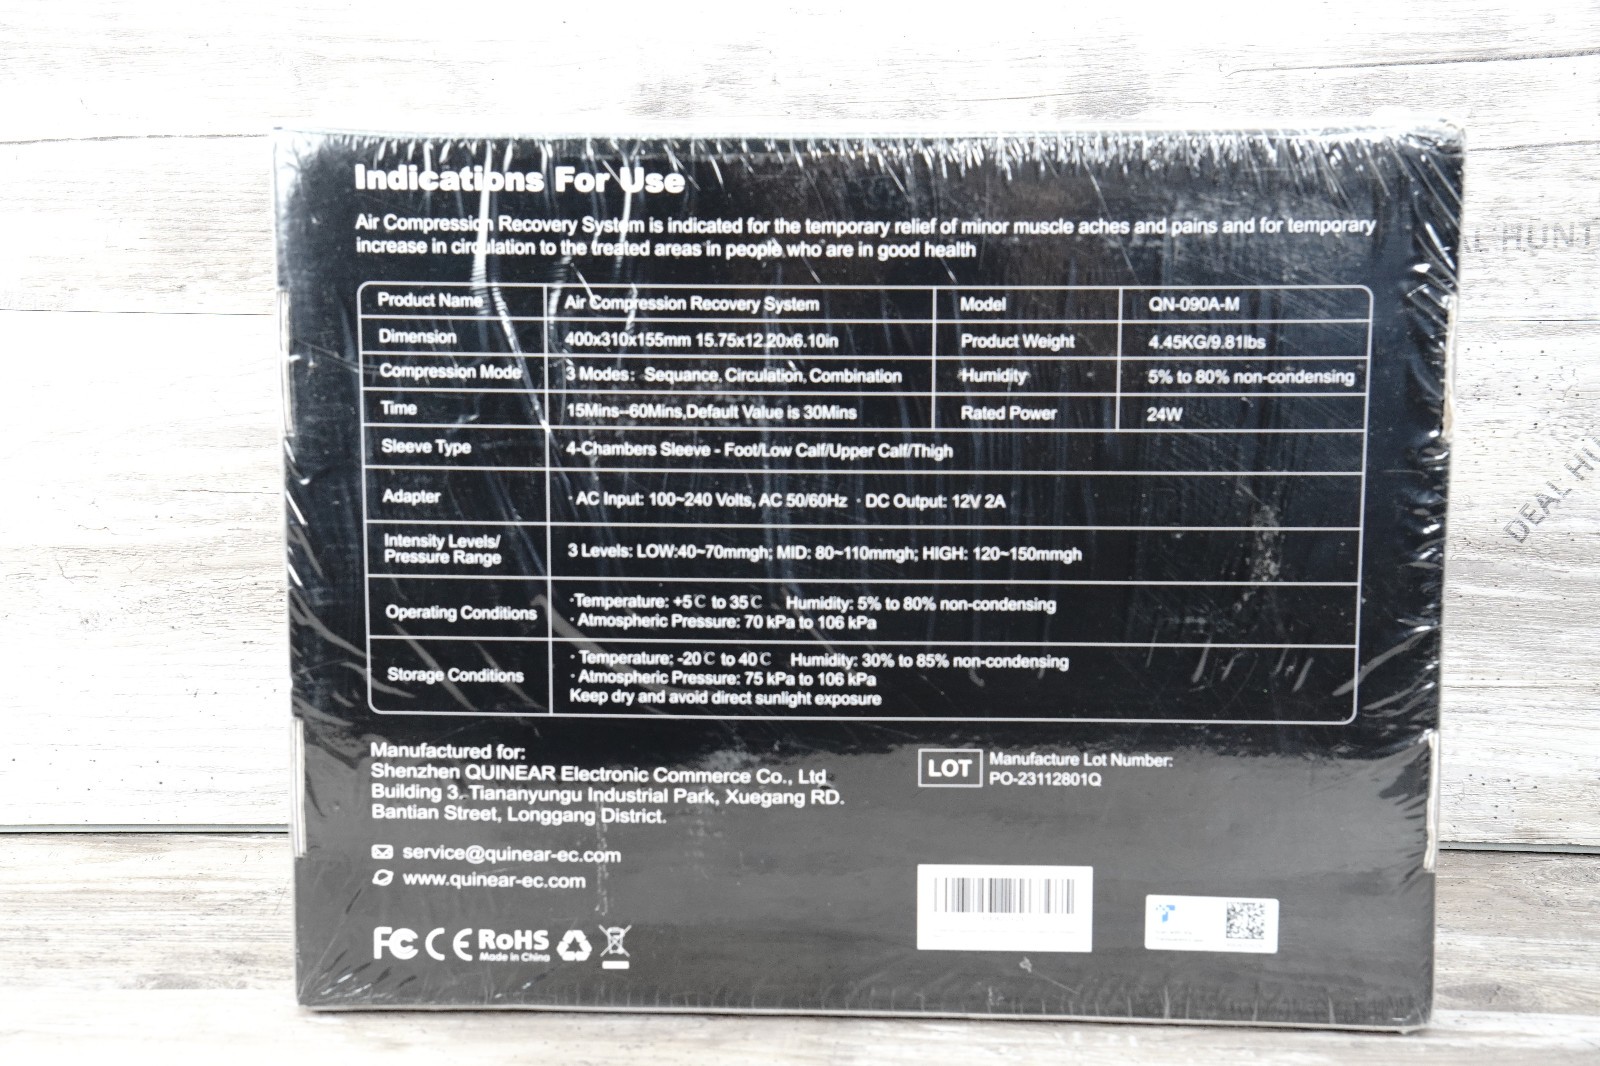 Indications For Use
Air Compression Recovery System is indicated for the temporary relief of minor muscle aches and pains and for temporary
increase in circulation to the treated areas in people who are in good health
Product Name Air Compression Recovery System Model QN-090A-M
Dimension 400x310x155mm 15.75x12.20x6.10in Product Weight 4.45KG/9.81lbs
Compression Mode 3 Modes: Sequance, Circulation, Combination Humidity 5% to 80% non-condensing
Time 15Mins--60Mins,Default Value is 30Mins Rated Power 24W
Sleeve Type 4-Chambers Sleeve - Foot/Low Calf/Upper Calf/Thigh
Adapter · AC Input: 100~240 Volts, AC 50/60Hz · DC Output: 12V 2A
Intensity Levels/
Pressure Range 3 Levels: LOW:40~70mmgh; MID: 80~110mmgh; HIGH: 120~150mmgh
Operating Conditions
·Temperature: +5℃ to 35℃ Humidity: 5% to 80% non-condensing
· Atmospheric Pressure: 70 kPa to 106 kPa
Storage Conditions
· Temperature: -20℃ to 40℃ Humidity: 30% to 85% non-condensing
· Atmospheric Pressure: 75 kPa to 106 kPa
Keep dry and avoid direct sunlight exposure
Manufactured for:
Shenzhen QUINEAR Electronic Commerce Co., Ltd
Building 3. Tiananyungu Industrial Park, Xuegang RD.
Bantian Street, Longgang District.
service@quinear-ec.com
www.quinear-ec.com
LOT Manufacture Lot Number:
PO-23112801Q
FC CE RoHS
Made in China
DEAL HU
AL HUNT